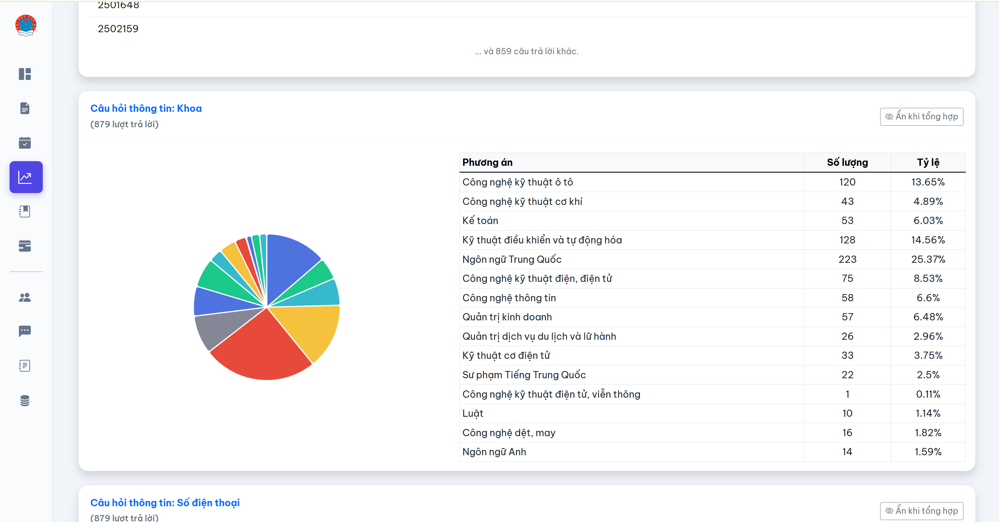 2501648
2502159
... và 859 câu trả lời khác.
Câu hỏi thông tin: Khoa
(879 lượt trả lời)
Ẩn khi tổng hợp
Phương án Số lượng Tỷ lệ
Công nghệ kỹ thuật ô tô 120 13.65%
Công nghệ kỹ thuật cơ khí 43 4.89%
Kế toán 53 6.03%
Kỹ thuật điều khiển và tự động hóa 128 14.56%
Ngôn ngữ Trung Quốc 223 25.37%
Công nghệ kỹ thuật điện, điện tử 75 8.53%
Công nghệ thông tin 58 6.6%
Quản trị kinh doanh 57 6.48%
Quản trị dịch vụ du lịch và lữ hành 26 2.96%
Kỹ thuật cơ điện tử 33 3.75%
Sư phạm Tiếng Trung Quốc 22 2.5%
Công nghệ kỹ thuật điện tử, viễn thông 1 0.11%
Luật 10 1.14%
Công nghệ dệt, may 16 1.82%
Ngôn ngữ Anh 14 1.59%
Câu hỏi thông tin: Số điện thoại
(879 lượt trả lời)
Ẩn khi tổng hợp